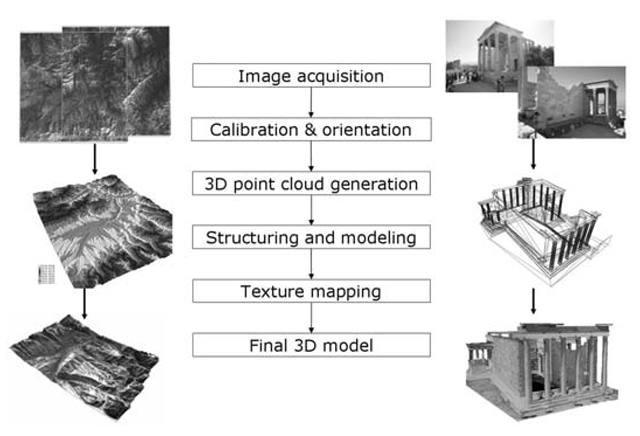 Image acquisition
Calibration & orientation
3D point cloud generation
Structuring and modeling
Texture mapping
Final 3D model